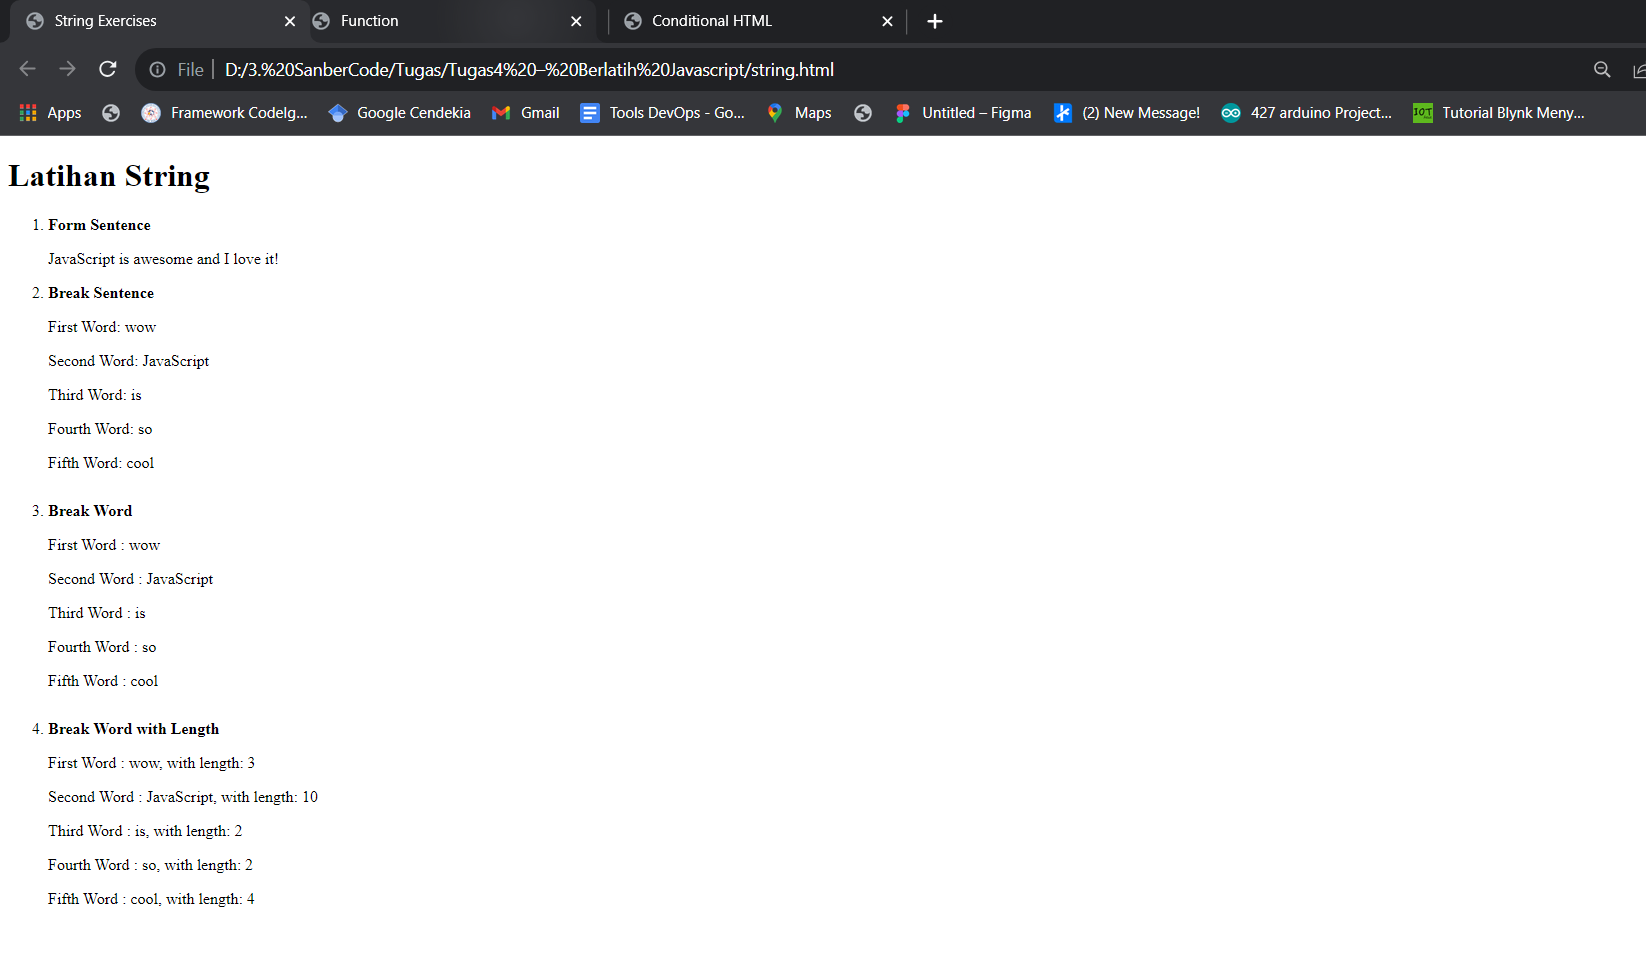 String Exercises
Function
Conditional HTML
File D:/3.%20SanberCode/Tugas/Tugas4%20–%20Berlatih%20Javascript/string.html
Apps
Framework CodeIg...
Google Cendekia
Gmail
Tools DevOps - Go...
Maps
Untitled – Figma
(2) New Message!
427 arduino Project...
IOT
Tutorial Blynk Meny...
Latihan String
1. Form Sentence
JavaScript is awesome and I love it!
2. Break Sentence
First Word: wow
Second Word: JavaScript
Third Word: is
Fourth Word: so
Fifth Word: cool
3. Break Word
First Word : wow
Second Word : JavaScript
Third Word : is
Fourth Word : so
Fifth Word : cool
4. Break Word with Length
First Word : wow, with length: 3
Second Word : JavaScript, with length: 10
Third Word : is, with length: 2
Fourth Word : so, with length: 2
Fifth Word : cool, with length: 4